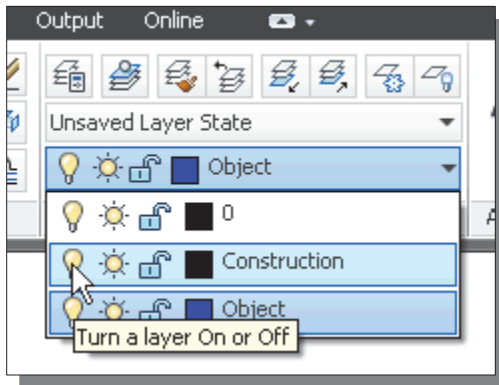 Output Online
Unsaved Layer State
Object
0
Construction
Object
Turn a layer On or Off